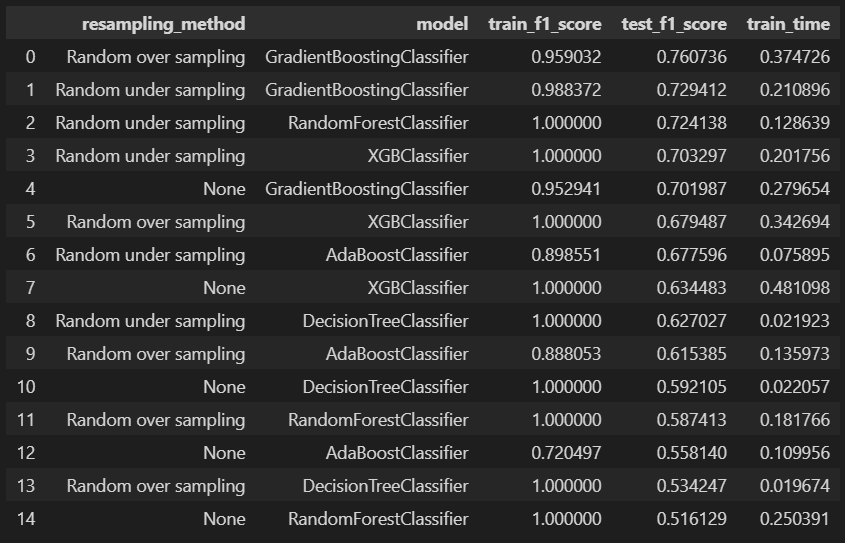 resampling_method model train_f1_score test_f1_score train_time
0 Random over sampling GradientBoostingClassifier 0.959032 0.760736 0.374726
1 Random under sampling GradientBoostingClassifier 0.988372 0.729412 0.210896
2 Random under sampling RandomForestClassifier 1.000000 0.724138 0.128639
3 Random under sampling XGBClassifier 1.000000 0.703297 0.201756
4 None GradientBoostingClassifier 0.952941 0.701987 0.279654
5 Random over sampling XGBClassifier 1.000000 0.679487 0.342694
6 Random under sampling AdaBoostClassifier 0.898551 0.677596 0.075895
7 None XGBClassifier 1.000000 0.634483 0.481098
8 Random under sampling DecisionTreeClassifier 1.000000 0.627027 0.021923
9 Random over sampling AdaBoostClassifier 0.888053 0.615385 0.135973
10 None DecisionTreeClassifier 1.000000 0.592105 0.022057
11 Random over sampling RandomForestClassifier 1.000000 0.587413 0.181766
12 None AdaBoostClassifier 0.720497 0.558140 0.109956
13 Random over sampling DecisionTreeClassifier 1.000000 0.534247 0.019674
14 None RandomForestClassifier 1.000000 0.516129 0.250391